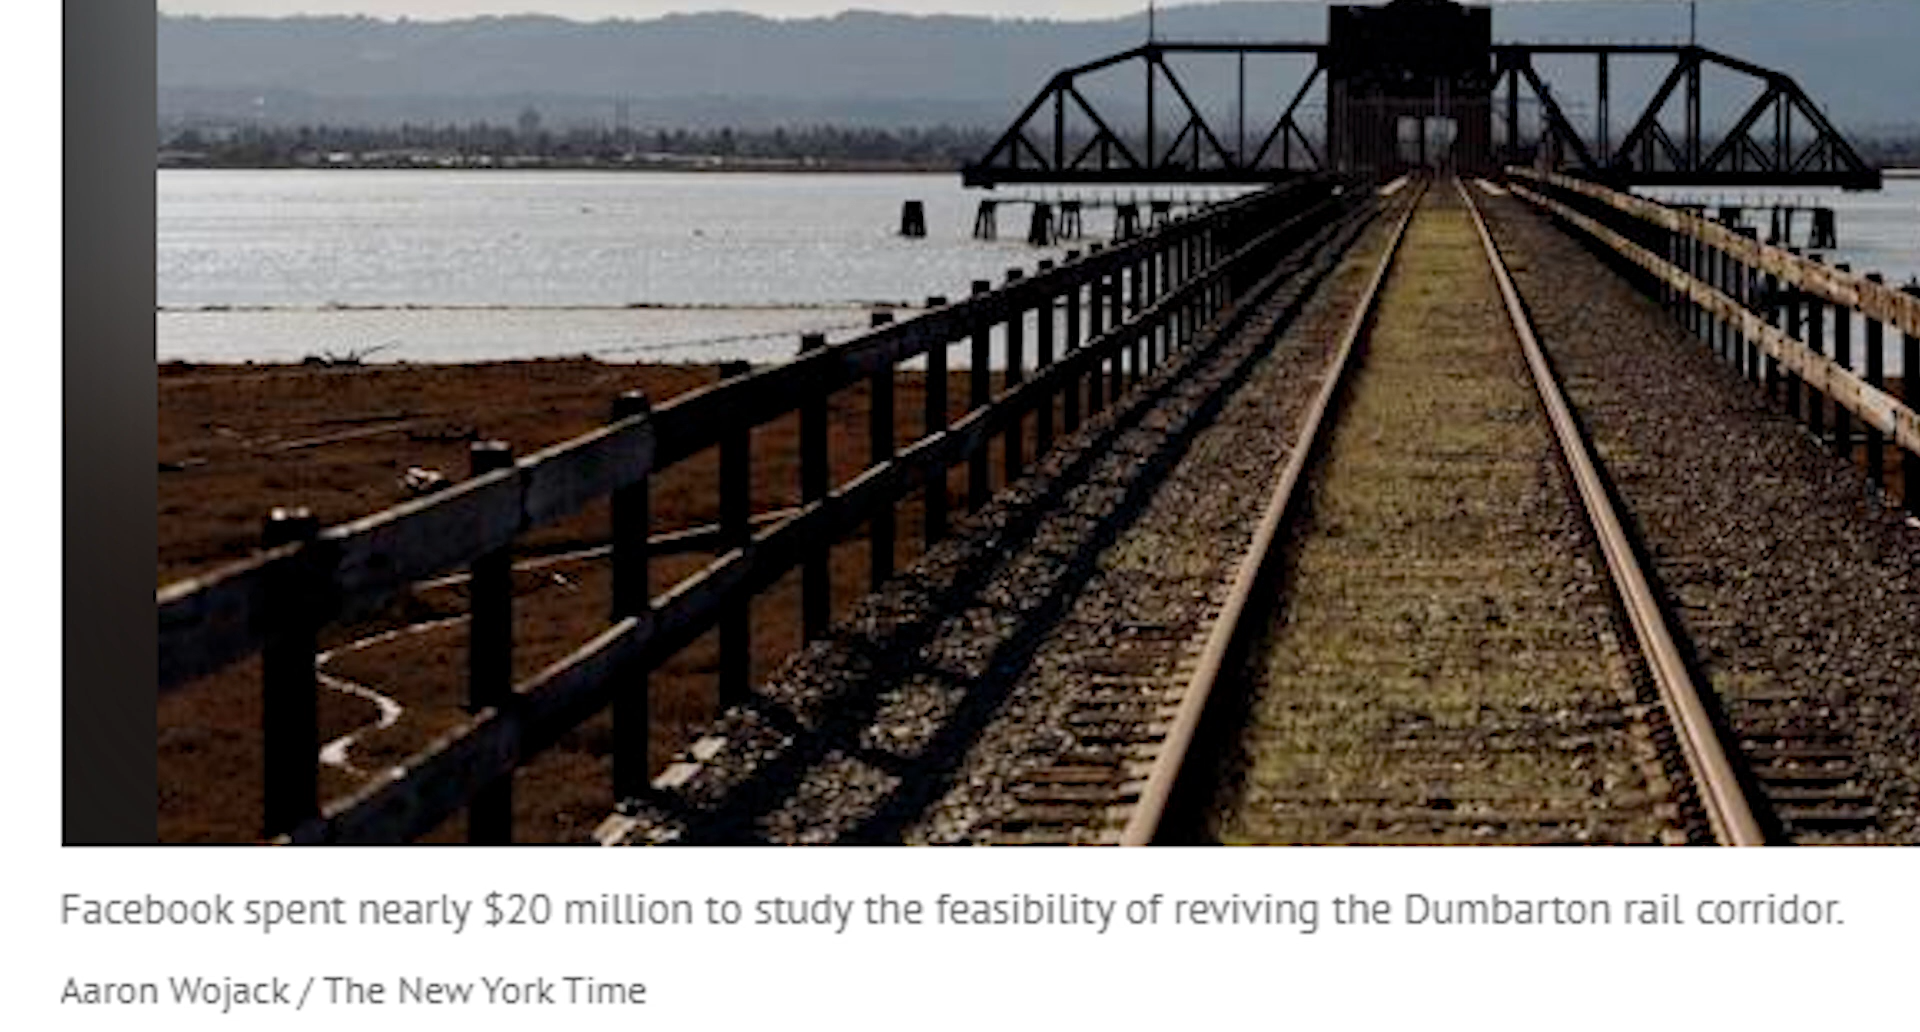 Facebook spent nearly $20 million to study the feasibility of reviving the Dumbarton rail corridor.
Aaron Wojack / The New York Time